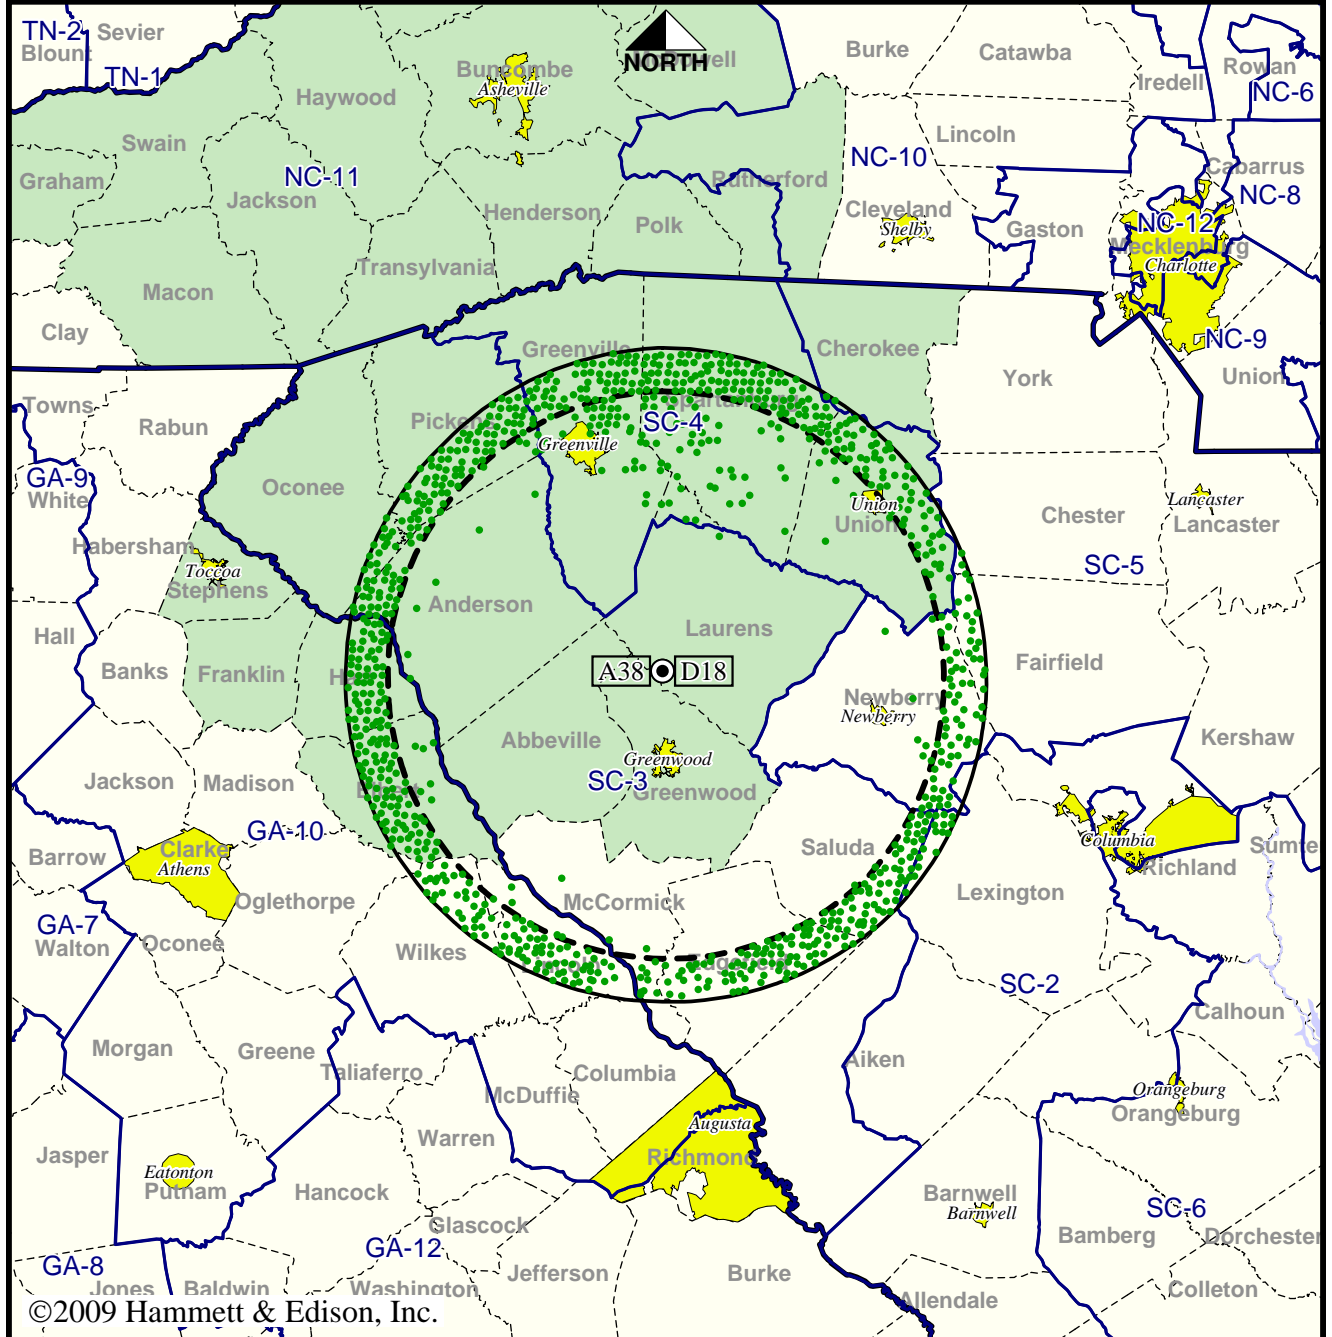 TN-2
Sevier
Blount
TN-1
NORTH
Burke
Catawba
Iredell
Rowan
NC-6
Buncombe
Asheville
Haywood
Swain
Graham
Jackson
NC-11
Lincoln
NC-10
Cabarrus
NC-8
Rutherford
Henderson
Polk
Cleveland
Shelby
Gaston
NC-12
Mecklenburg
Charlotte
Transylvania
Macon
Clay
NC-9
Union
Greenville
Cherokee
York
Towns
Rabun
Pickens
SC-4
Greenville
GA-9
White
Oconee
Union
Union
Chester
Lancaster
Lancaster
Habersham
Toccoa
Stephens
SC-5
Anderson
Laurens
Hall
Banks
Franklin
A38
D18
Fairfield
Newberry
Newberry
Abbeville
Greenwood
SC-3
Greenwood
Kershaw
Jackson
Madison
Elbert
GA-10
Barrow
Clarke
Athens
Saluda
Columbia
Richland
Lexington
Oglethorpe
McCormick
GA-7
Walton
Oconee
Wilkes
Lincoln
Edgefield
SC-2
Calhoun
Morgan
Greene
Taliaferro
Columbia
McDuffie
Aiken
Orangeburg
Orangeburg
Jasper
Warren
Augusta
Richmond
Eatonton
Putnam
Hancock
Barnwell
Barnwell
SC-6
Glascock
Bamberg
Dorchester
GA-12
GA-8
Jefferson
Burke
Jones
Baldwin
Washington
Allendale
Colleton
©2009 Hammett & Edison, Inc.